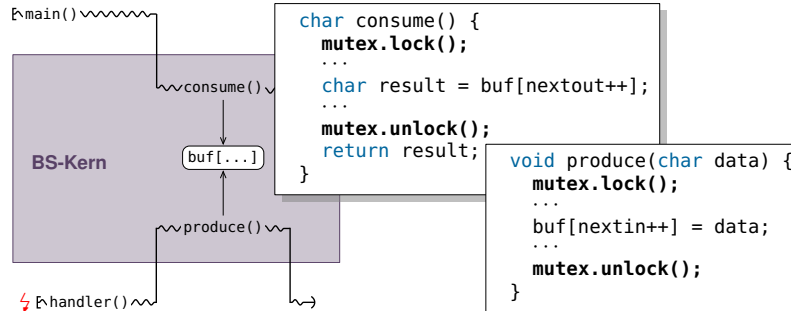 main()
consume()
BS-Kern
buf[...]
produce()
handler()
char consume() {
mutex.lock();
...
char result = buf[nextout++];
...
mutex.unlock();
return result;
}
void produce(char data) {
mutex.lock();
...
buf[nextin++] = data;
...
mutex.unlock();
}